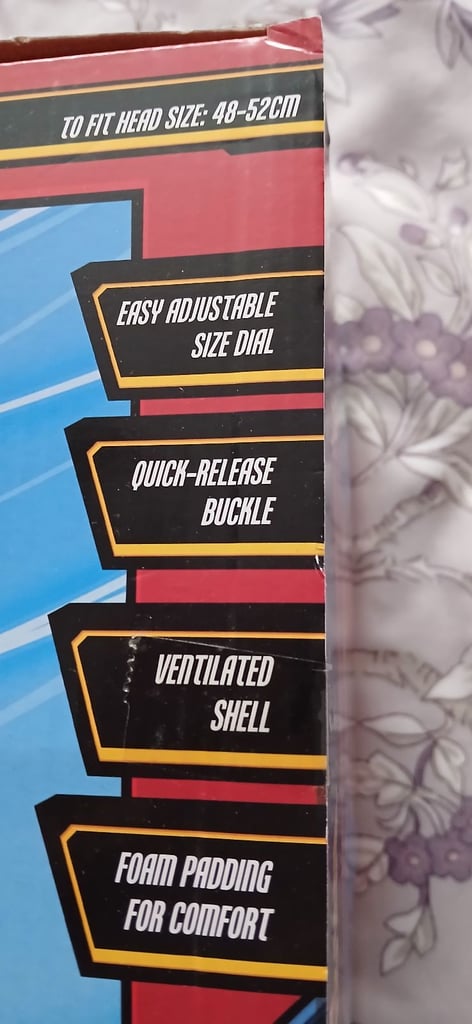 TO FIT HEAD SIZE: 48-52CM
EASY ADJUSTABLE
SIZE DIAL
QUICK-RELEASE
BUCKLE
VENTILATED
SHELL
FOAM PADDING
FOR COMFORT